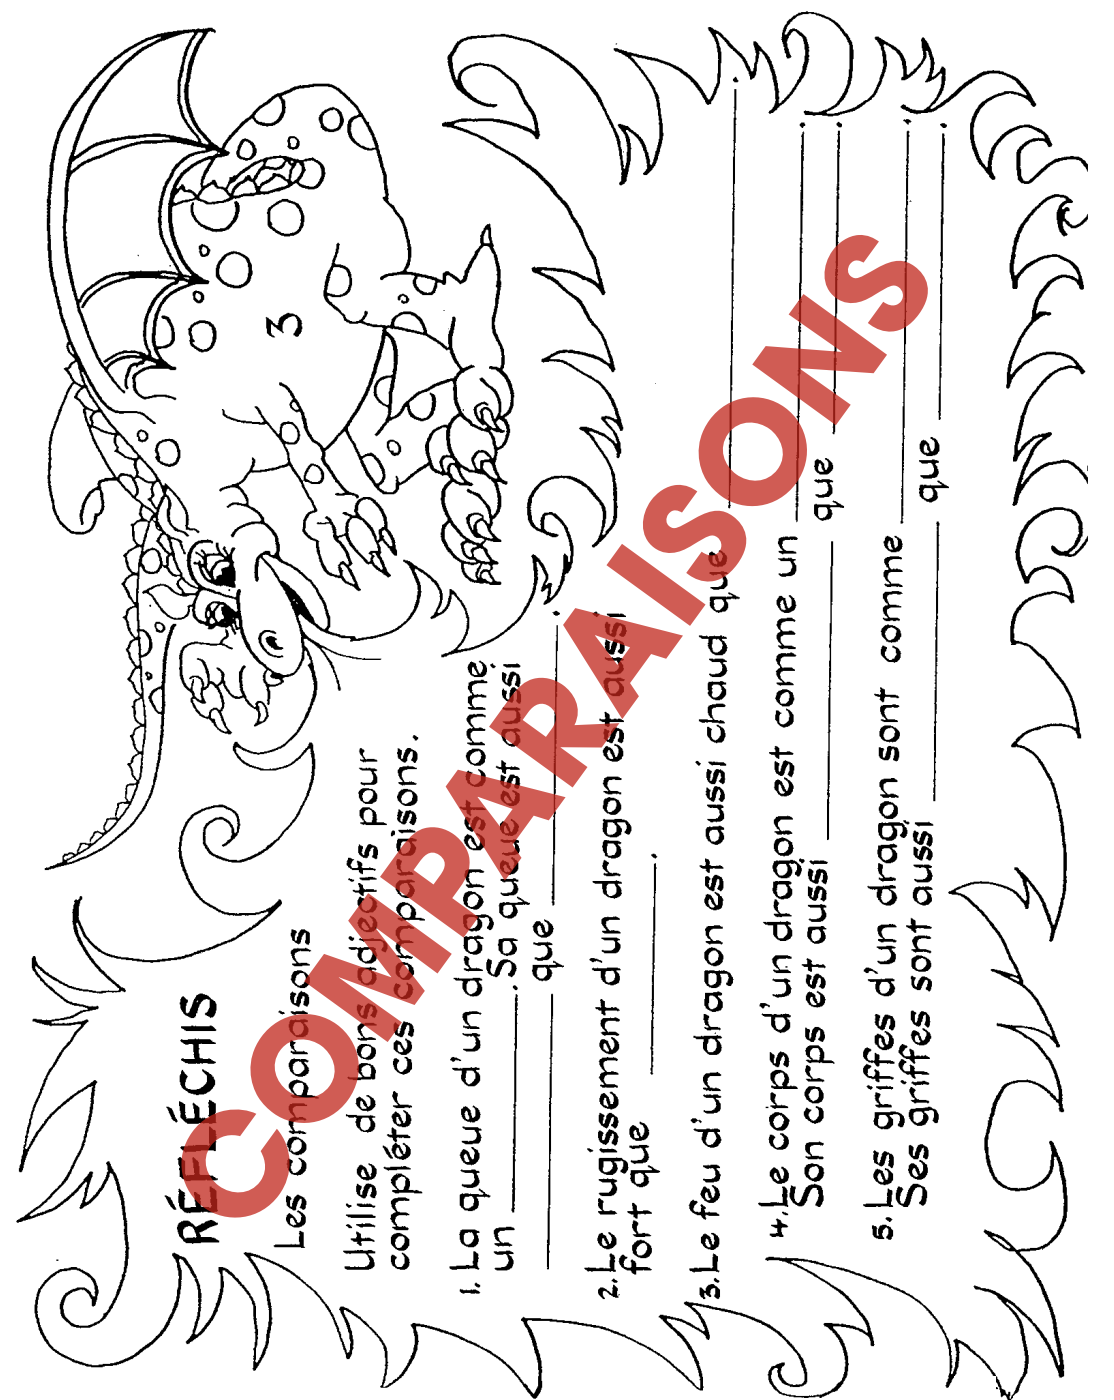 3
RÉFLÉCHIS
Les comparaisons
Utilise de bons adjectifs pour
compléter ces comparaisons.
1. La queue d'un dragon est comme
un ________. Sa queue est aussi
________ que ________.
2. Le rugissement d'un dragon est aussi
fort que ________.
3. Le feu d'un dragon est aussi chaud que ________.
4. Le corps d'un dragon est comme un ________.
Son corps est aussi ________ que ________.
5. Les griffes d'un dragon sont comme ________.
Ses griffes sont aussi ________ que ________.
COMPARAISONS